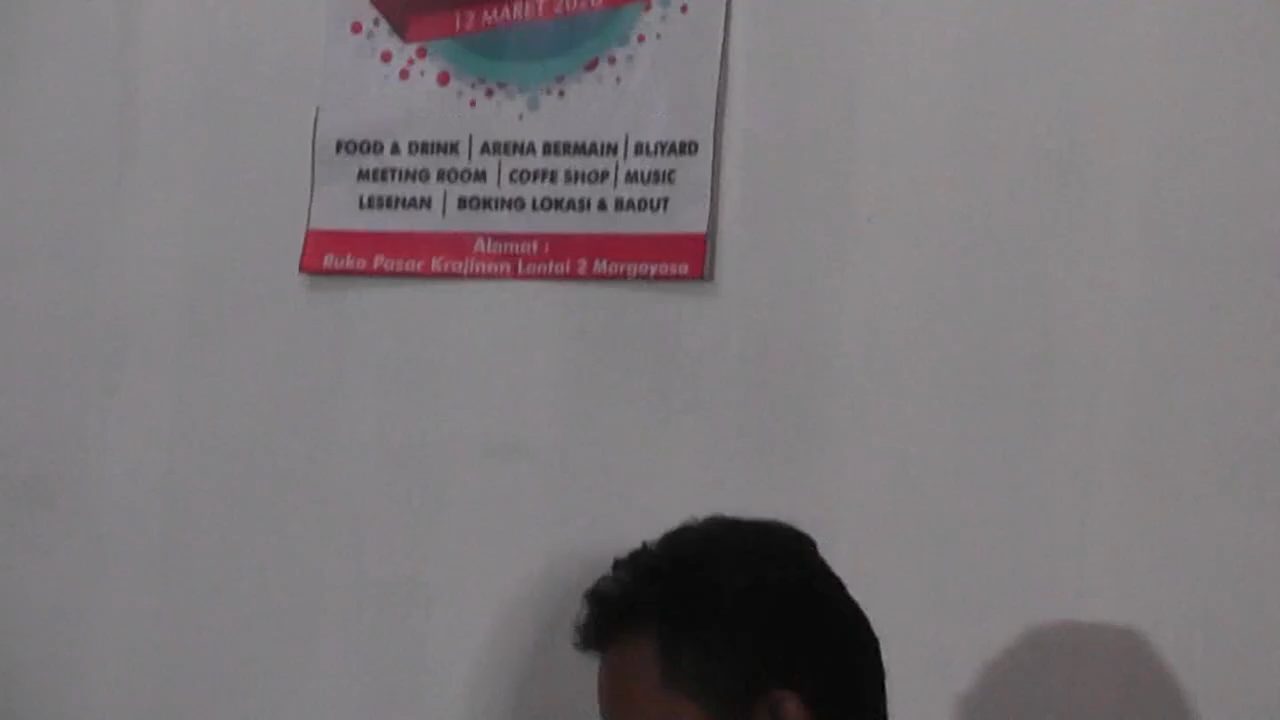 12 MARET 2020
FOOD & DRINK | ARENA BERMAIN | BLIYARD
MEETING ROOM | COFFE SHOP | MUSIC
LESEHAN | BOKING LOKASI & BADUT
Alamat :
Ruko Pasar Krajinan Lantai 2 Margoyoso